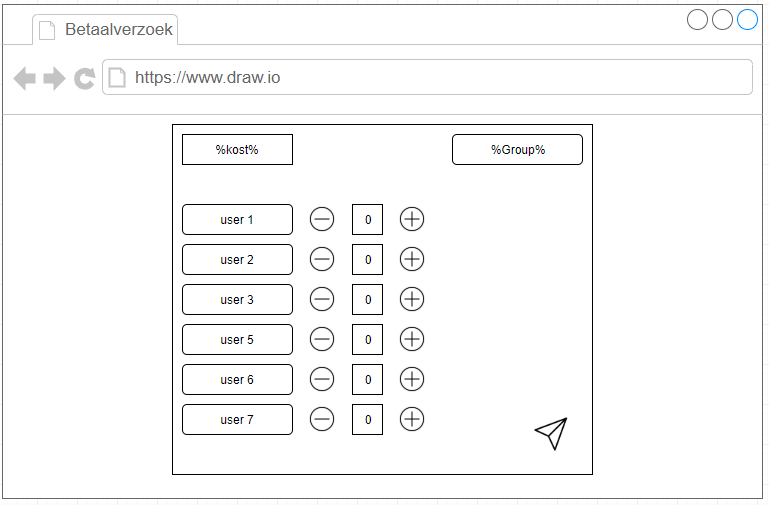 Betaalverzoek
https://www.draw.io
%kost%
%Group%
user 1
0
user 2
0
user 3
0
user 5
0
user 6
0
user 7
0